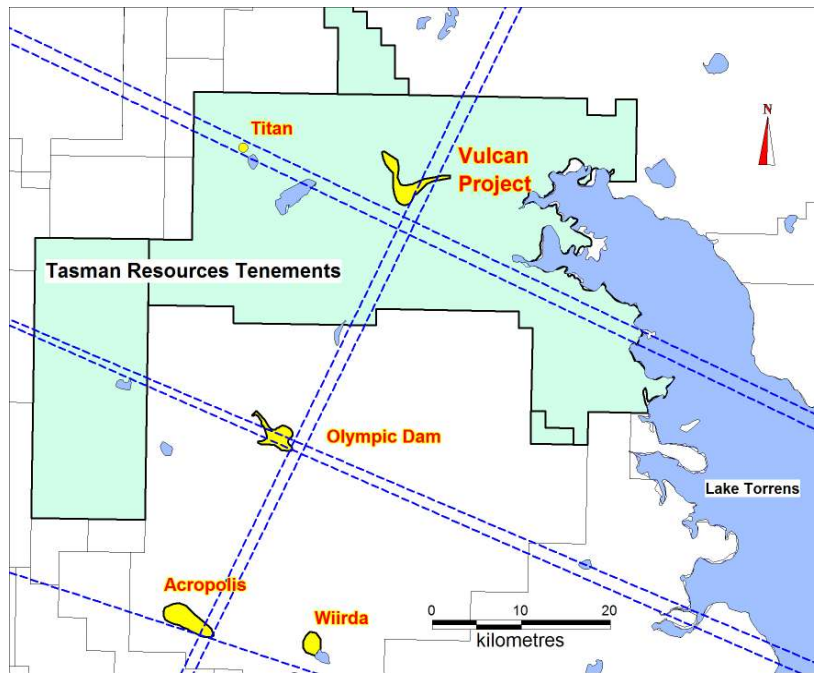 N
Titan
Vulcan
Project
Tasman Resources Tenements
Olympic Dam
Lake Torrens
Acropolis
Wiirda
0 10 20
kilometres